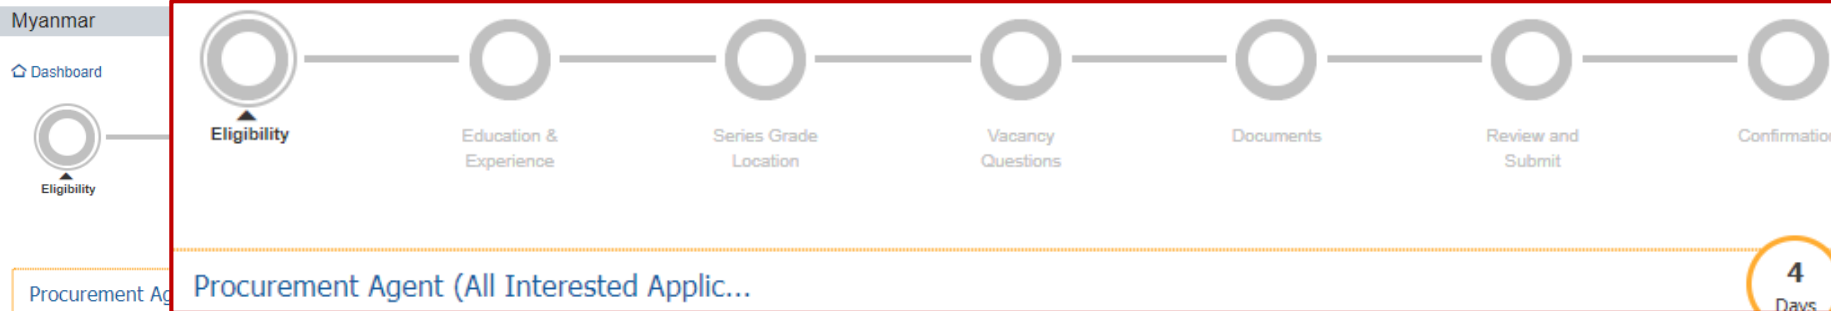 Myanmar
Dashboard
Eligibility
Procurement Ag
Eligibility
Education &
Experience
Series Grade
Location
Vacancy
Questions
Documents
Review and
Submit
Confirmation
Procurement Agent (All Interested Applic...
4
Days